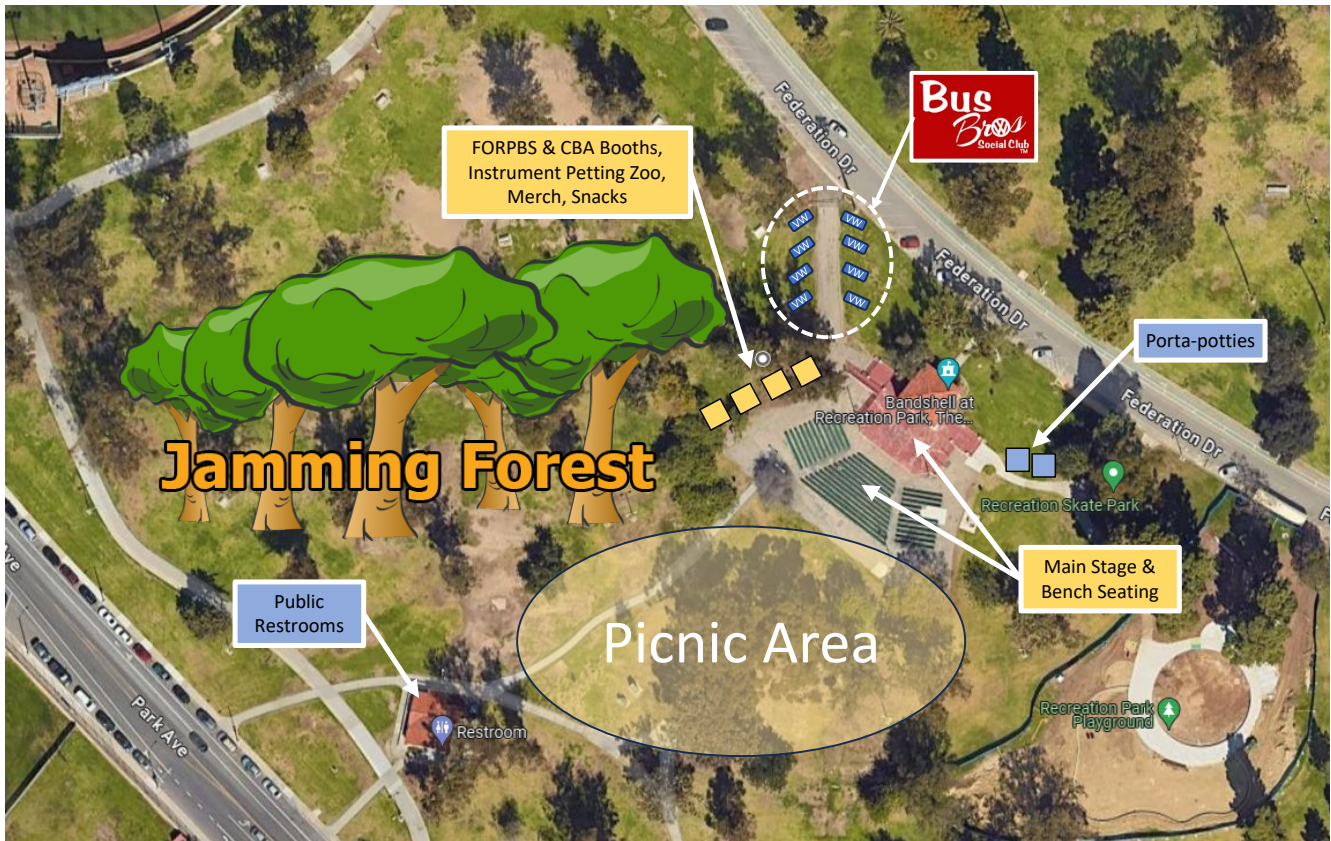 Federation Dr
Bus
Bros
Social Club
TM
FORPBS & CBA Booths,
Instrument Petting Zoo,
Merch, Snacks
VW
VW
VW
VW
VW
VW
VW
VW
Federation Dr
Porta-potties
Bandshell at
Recreation Park, The...
Federation Dr
Jamming Forest
Recreation Skate Park
Main Stage &
Bench Seating
Public
Restrooms
Picnic Area
Park Ave
Ave
Restroom
Recreation Park
Playground
F